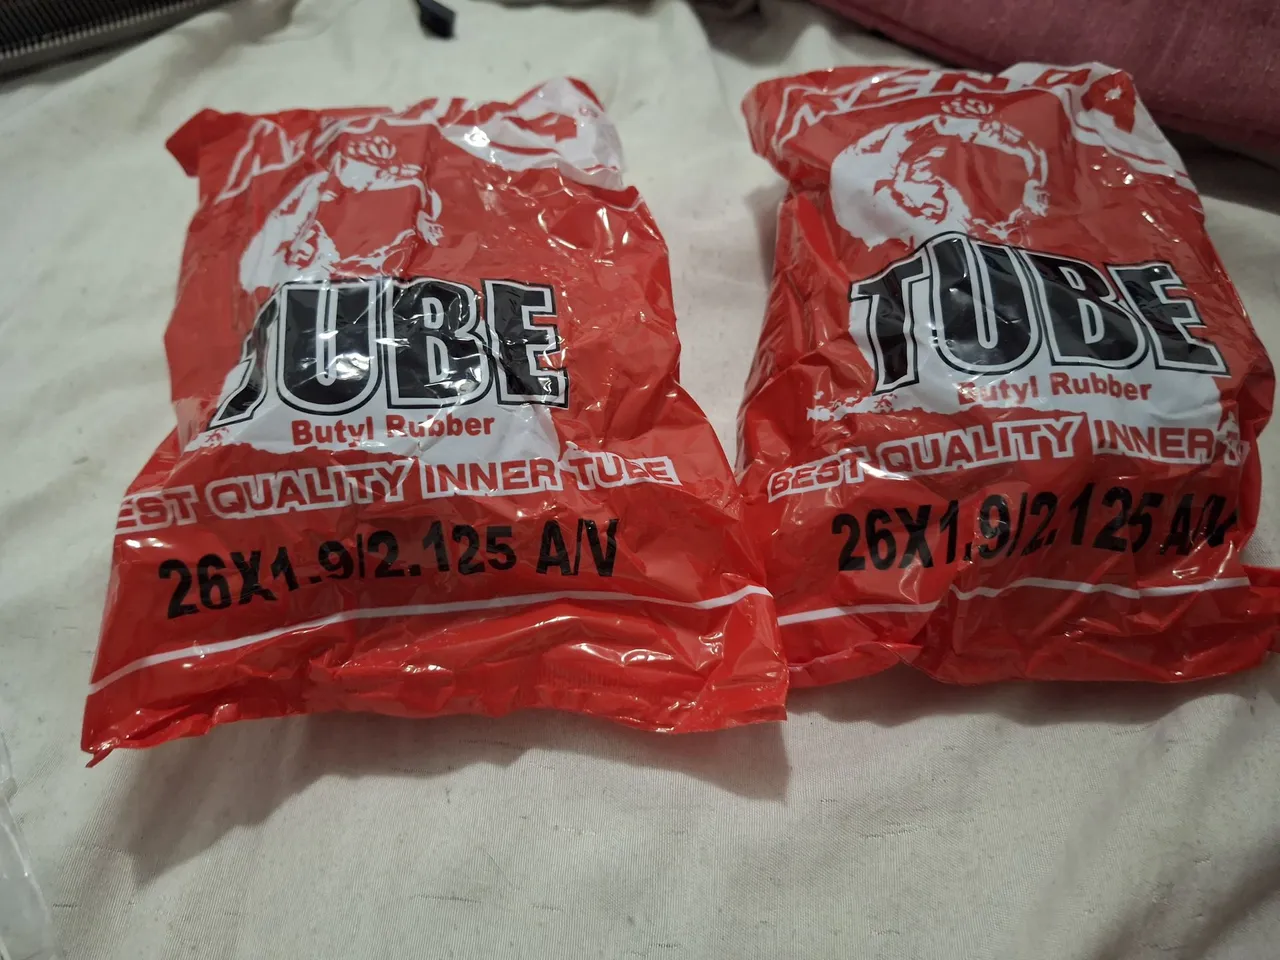 TUBE
Butyl Rubber
BEST QUALITY INNER TUBE
26X1.9/2.125 A/V
KENDA
TUBE
Butyl Rubber
BEST QUALITY INNER
26X1.9/2.125 A/V